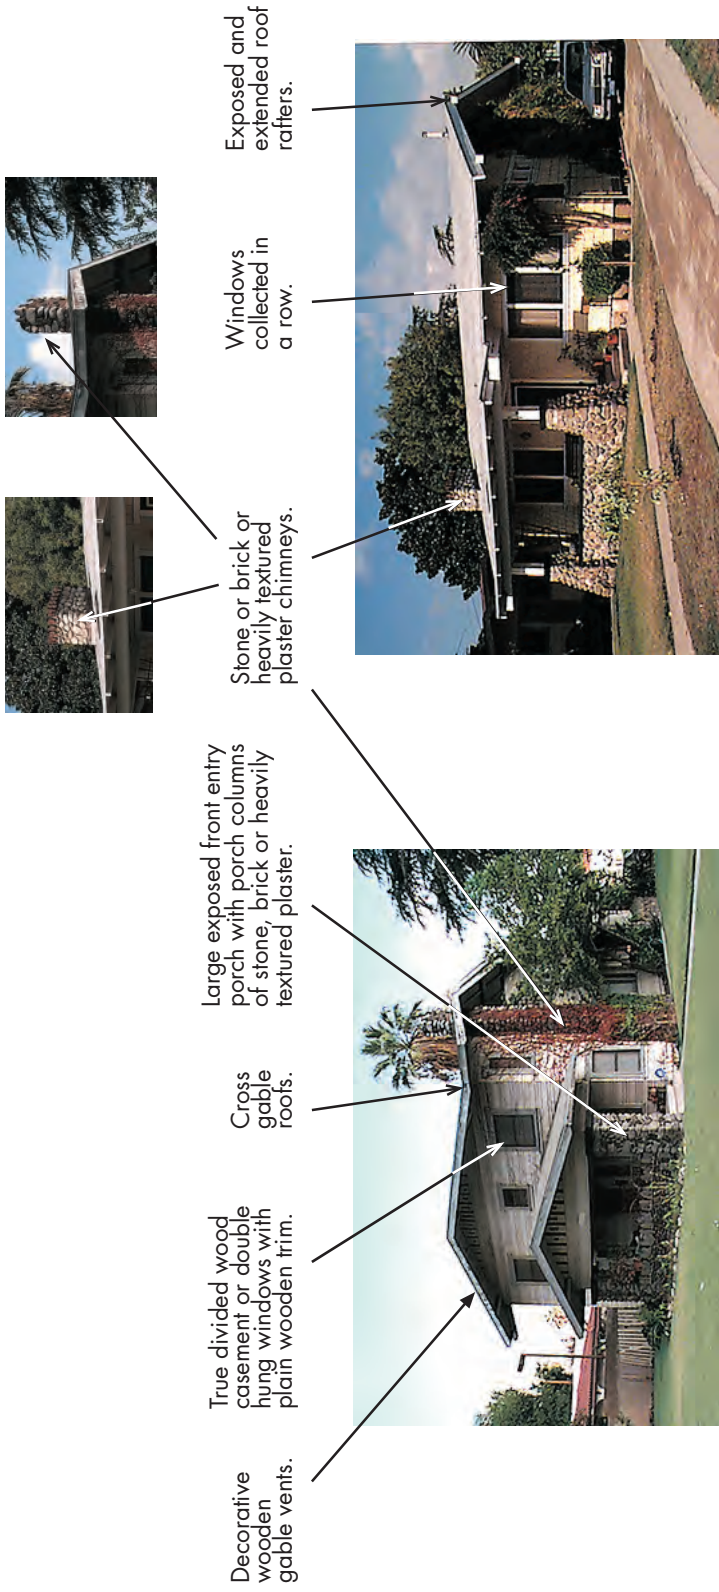 Decorative
wooden
gable vents.
True divided wood
casement or double
hung windows with
plain wooden trim.
Cross
gable
roofs.
Large exposed front entry
porch with porch columns
of stone, brick or heavily
textured plaster.
Stone or brick or
heavily textured
plaster chimneys.
Windows
collected in
a row.
Exposed and
extended roof
rafters.